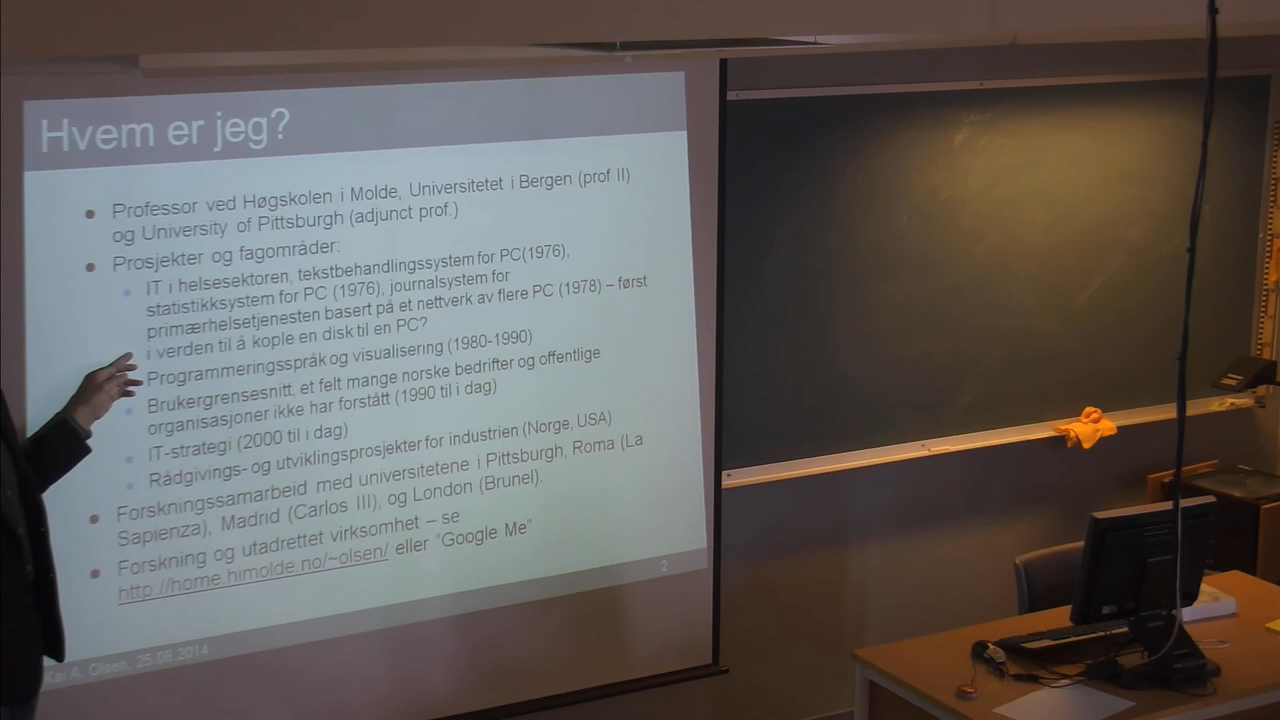 Hvem er jeg?
Professor ved Høgskolen i Molde, Universitetet i Bergen (prof II)
og University of Pittsburgh (adjunct prof.)
Prosjekter og fagområder:
IT i helsesektoren, tekstbehandlingssystem for PC(1976),
statistikksystem for PC (1976), journalsystem for
primærhelsetjenesten basert på et nettverk av flere PC (1978) – først
i verden til å kople en disk til en PC?
Programmeringsspråk og visualisering (1980-1990)
Brukergrensesnitt, et felt mange norske bedrifter og offentlige
organisasjoner ikke har forstått (1990 til i dag)
IT-strategi (2000 til i dag)
Rådgivings- og utviklingsprosjekter for industrien (Norge, USA)
Forskningssamarbeid med universitetene i Pittsburgh, Roma (La
Sapienza), Madrid (Carlos III), og London (Brunel).
Forskning og utadrettet virksomhet – se
http://home.himolde.no/~olsen/ eller "Google Me"
2
Kai A. Olsen, 25.08.2014